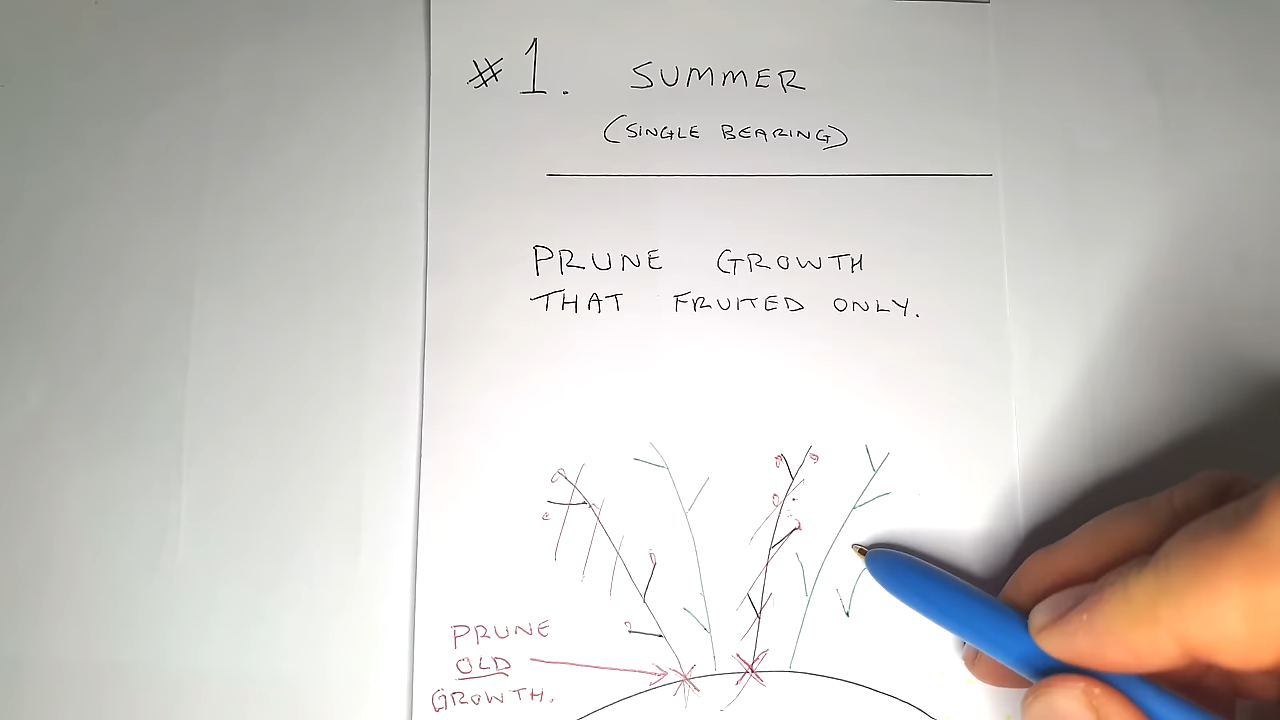 #1. SUMMER
(SINGLE BEARING)
PRUNE GROWTH
THAT FRUITED ONLY.
PRUNE
OLD
GROWTH.